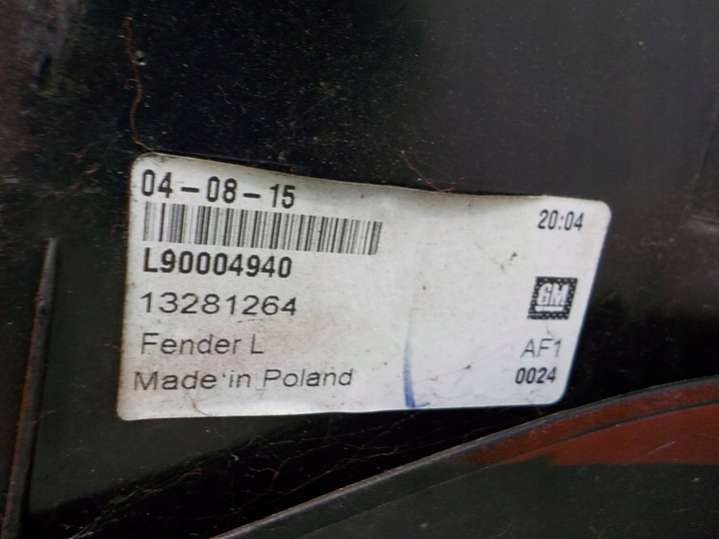 04-08-15 20:04
L90004940
13281264 GM
Fender L AF1
Made in Poland 0024